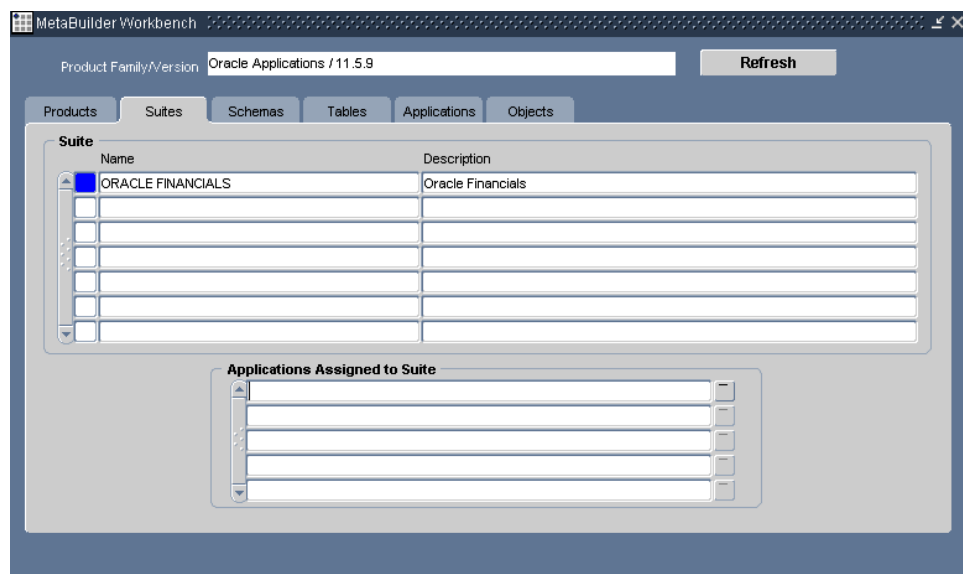 MetaBuilder Workbench
Product Family/Version Oracle Applications / 11.5.9 Refresh
Products Suites Schemas Tables Applications Objects
Suite
Name Description
ORACLE FINANCIALS Oracle Financials
Applications Assigned to Suite